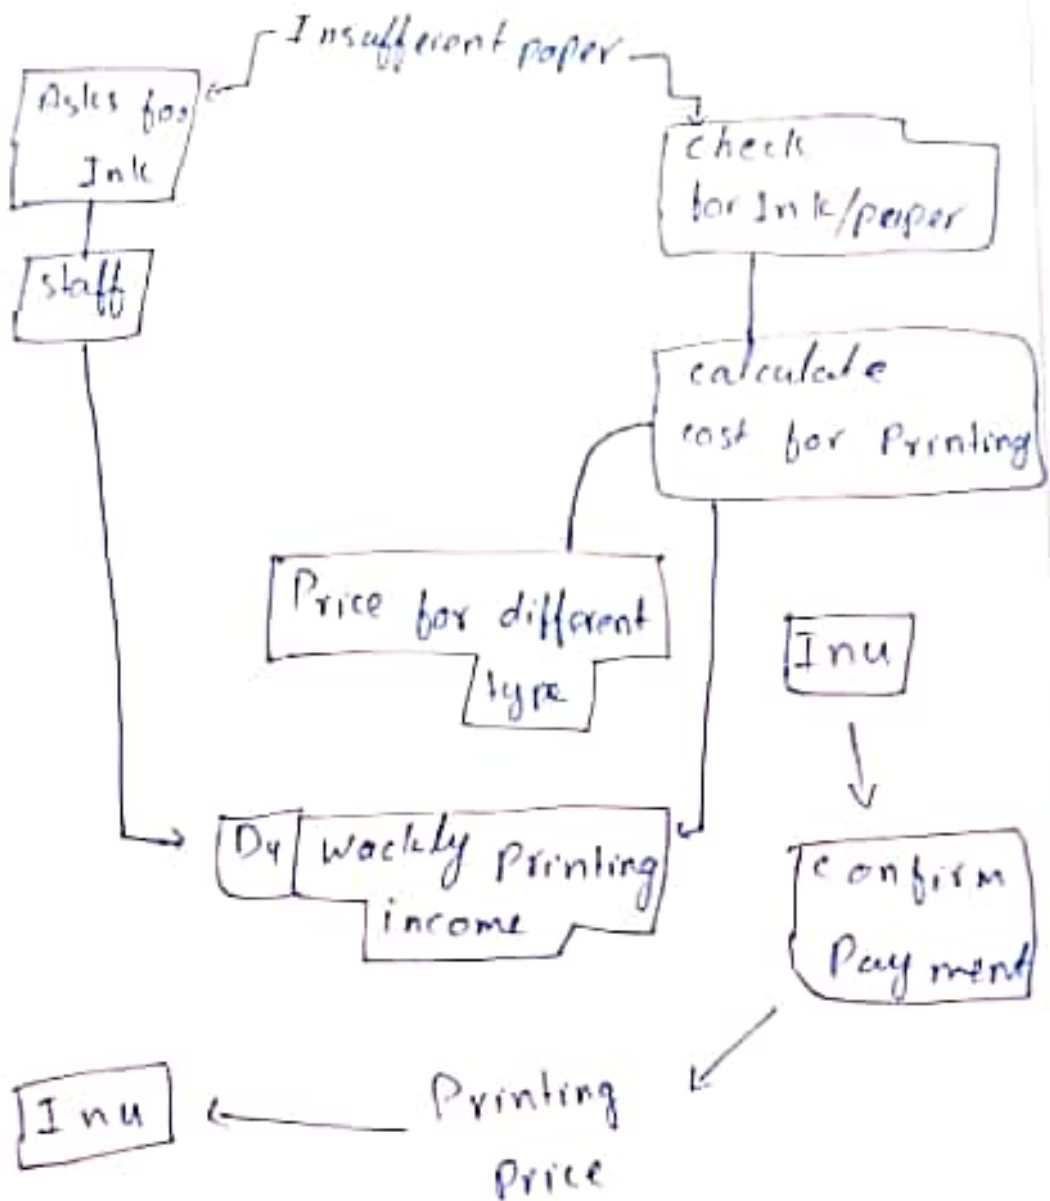 Insufferent paper
Asks for
Ink
check
for Ink/paper
staff
calculate
cost for Printing
Price for different
type
Inu
D4 wackly printing
income
confirm
Payment
Inu
Printing
Price